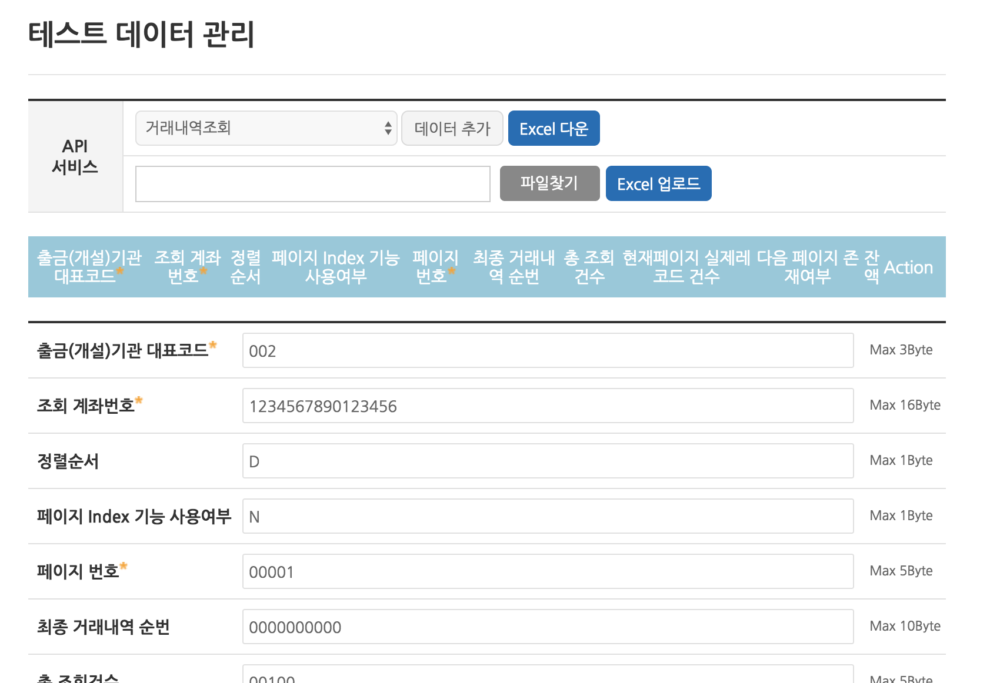 테스트 데이터 관리
API
서비스
거래내역조회
데이터 추가
Excel 다운
파일찾기
Excel 업로드
출금(개설)기관
대표코드*
조회 계좌
번호*
정렬
순서
페이지 Index 기능
사용여부
페이지
번호*
최종 거래내
역 순번
총 조회
건수
현재페이지 실제레
코드 건수
다음 페이지 존
재여부
잔
액
Action
출금(개설)기관 대표코드*
002
Max 3Byte
조회 계좌번호*
1234567890123456
Max 16Byte
정렬순서
D
Max 1Byte
페이지 Index 기능 사용여부
N
Max 1Byte
페이지 번호*
00001
Max 5Byte
최종 거래내역 순번
0000000000
Max 10Byte
총 조회건수
00100
Max 5Byte